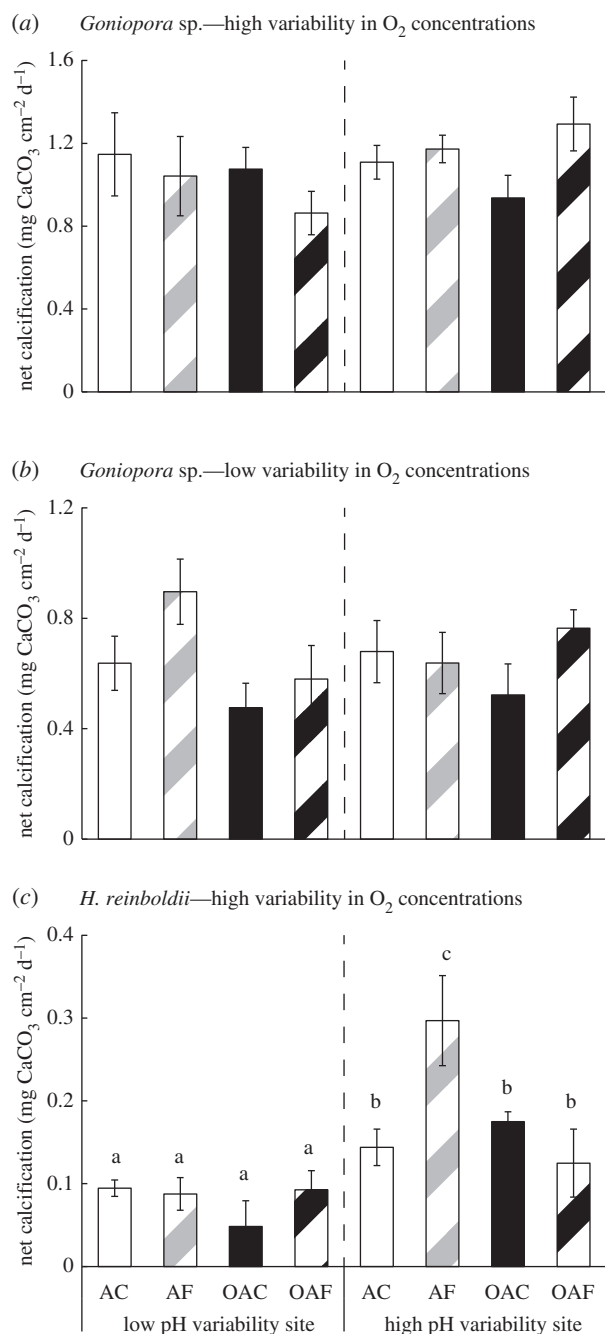 (a) Goniopora sp.—high variability in O2 concentrations
1.6
1.2
0.8
0.4
0
net calcification (mg CaCO3 cm−2 d−1)
(b) Goniopora sp.—low variability in O2 concentrations
1.2
0.8
0.4
0
net calcification (mg CaCO3 cm−2 d−1)
(c) H. reinboldii—high variability in O2 concentrations
0.4
0.3
0.2
0.1
0
net calcification (mg CaCO3 cm−2 d−1)
a a a a b c b b
AC AF OAC OAF AC AF OAC OAF
low pH variability site high pH variability site